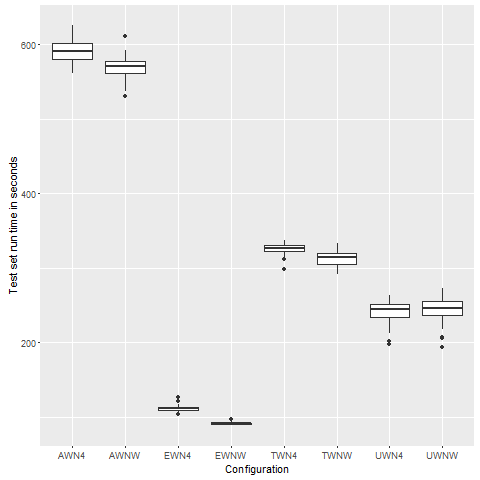 Test set run time in seconds
600
400
200
AWN4 AWNW EWN4 EWNW TWN4 TWNW UWN4 UWNW
Configuration